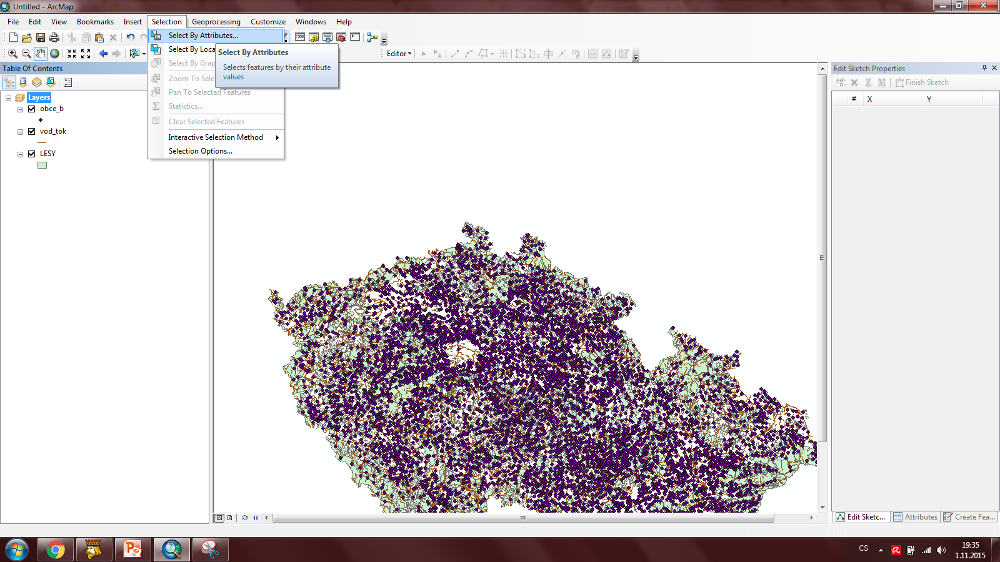 Untitled - ArcMap
File Edit View Bookmarks Insert Selection Geoprocessing Customize Windows Help
Select By Attributes...
Select By Loca
Select By Grap
Zoom To Sele
Pan To Selected Features
Statistics...
Clear Selected Features
Interactive Selection Method
Selection Options...
Select By Attributes
Selects features by their attribute
values
Editor
Table Of Contents
Layers
obce_b
vod_tok
LESY
Edit Sketch Properties
Finish Sketch
# X Y
Edit Sketc... Attributes Create Fea...
CS
19:35
1.11.2015